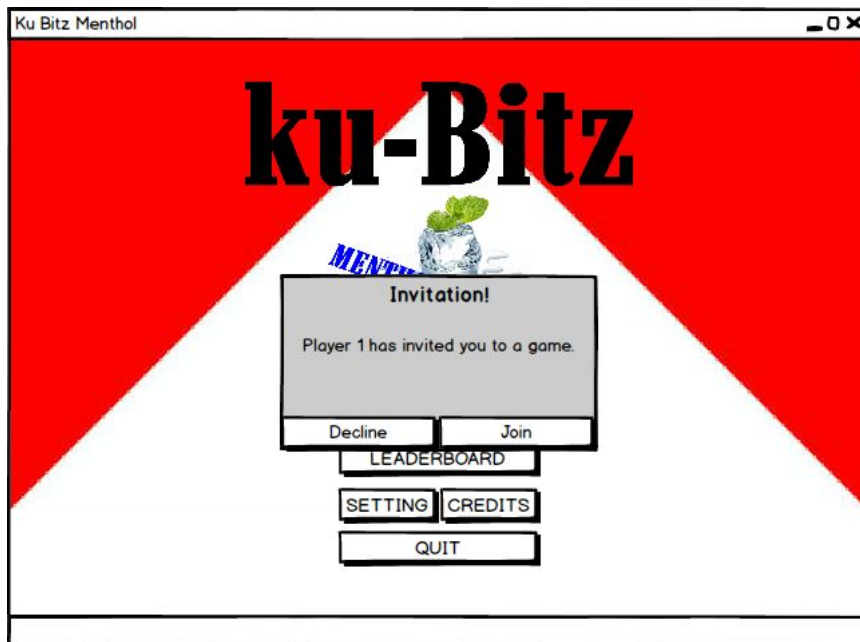 Ku Bitz Menthol
ku-Bitz
Invitation!
Player 1 has invited you to a game.
Decline Join
LEADERBOARD
SETTING CREDITS
QUIT